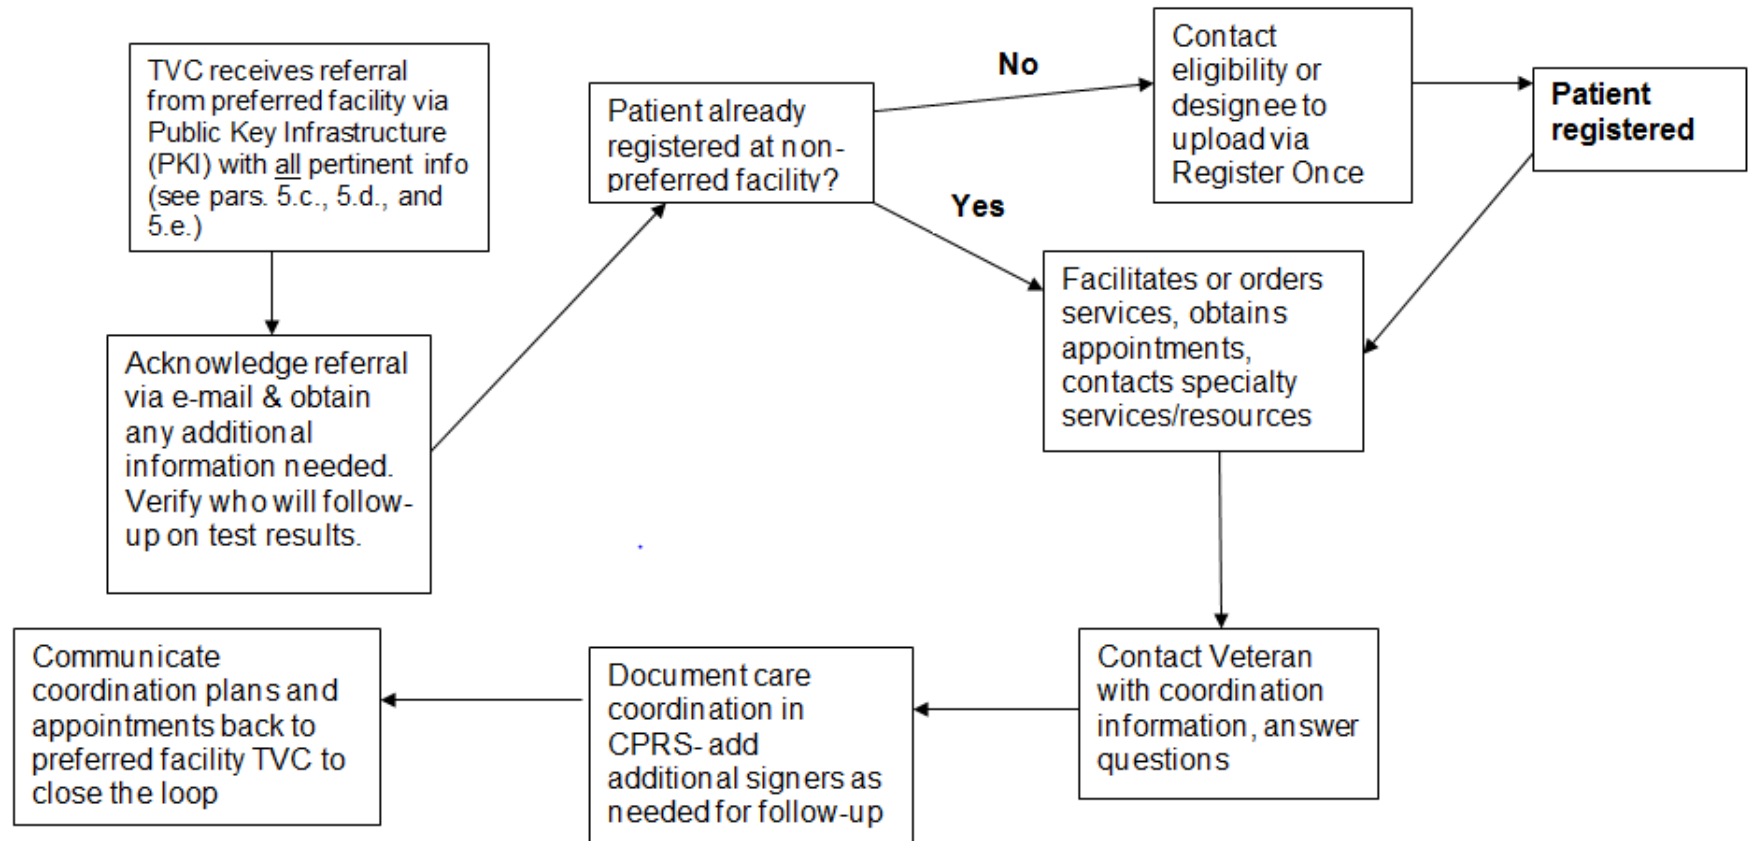 TVC receives referral
from preferred facility via
Public Key Infrastructure
(PKI) with all pertinent info
(see pars. 5.c., 5.d., and
5.e.)
Acknowledge referral
via e-mail & obtain
any additional
information needed.
Verify who will follow-
up on test results.
Patient already
registered at non-
preferred facility?
No
Contact
eligibility or
designee to
upload via
Register Once
Patient
registered
Yes
Facilitates or orders
services, obtains
appointments,
contacts specialty
services/resources
Contact Veteran
with coordination
information, answer
questions
Document care
coordination in
CPRS- add
additional signers as
needed for follow-up
Communicate
coordination plans and
appointments back to
preferred facility TVC to
close the loop